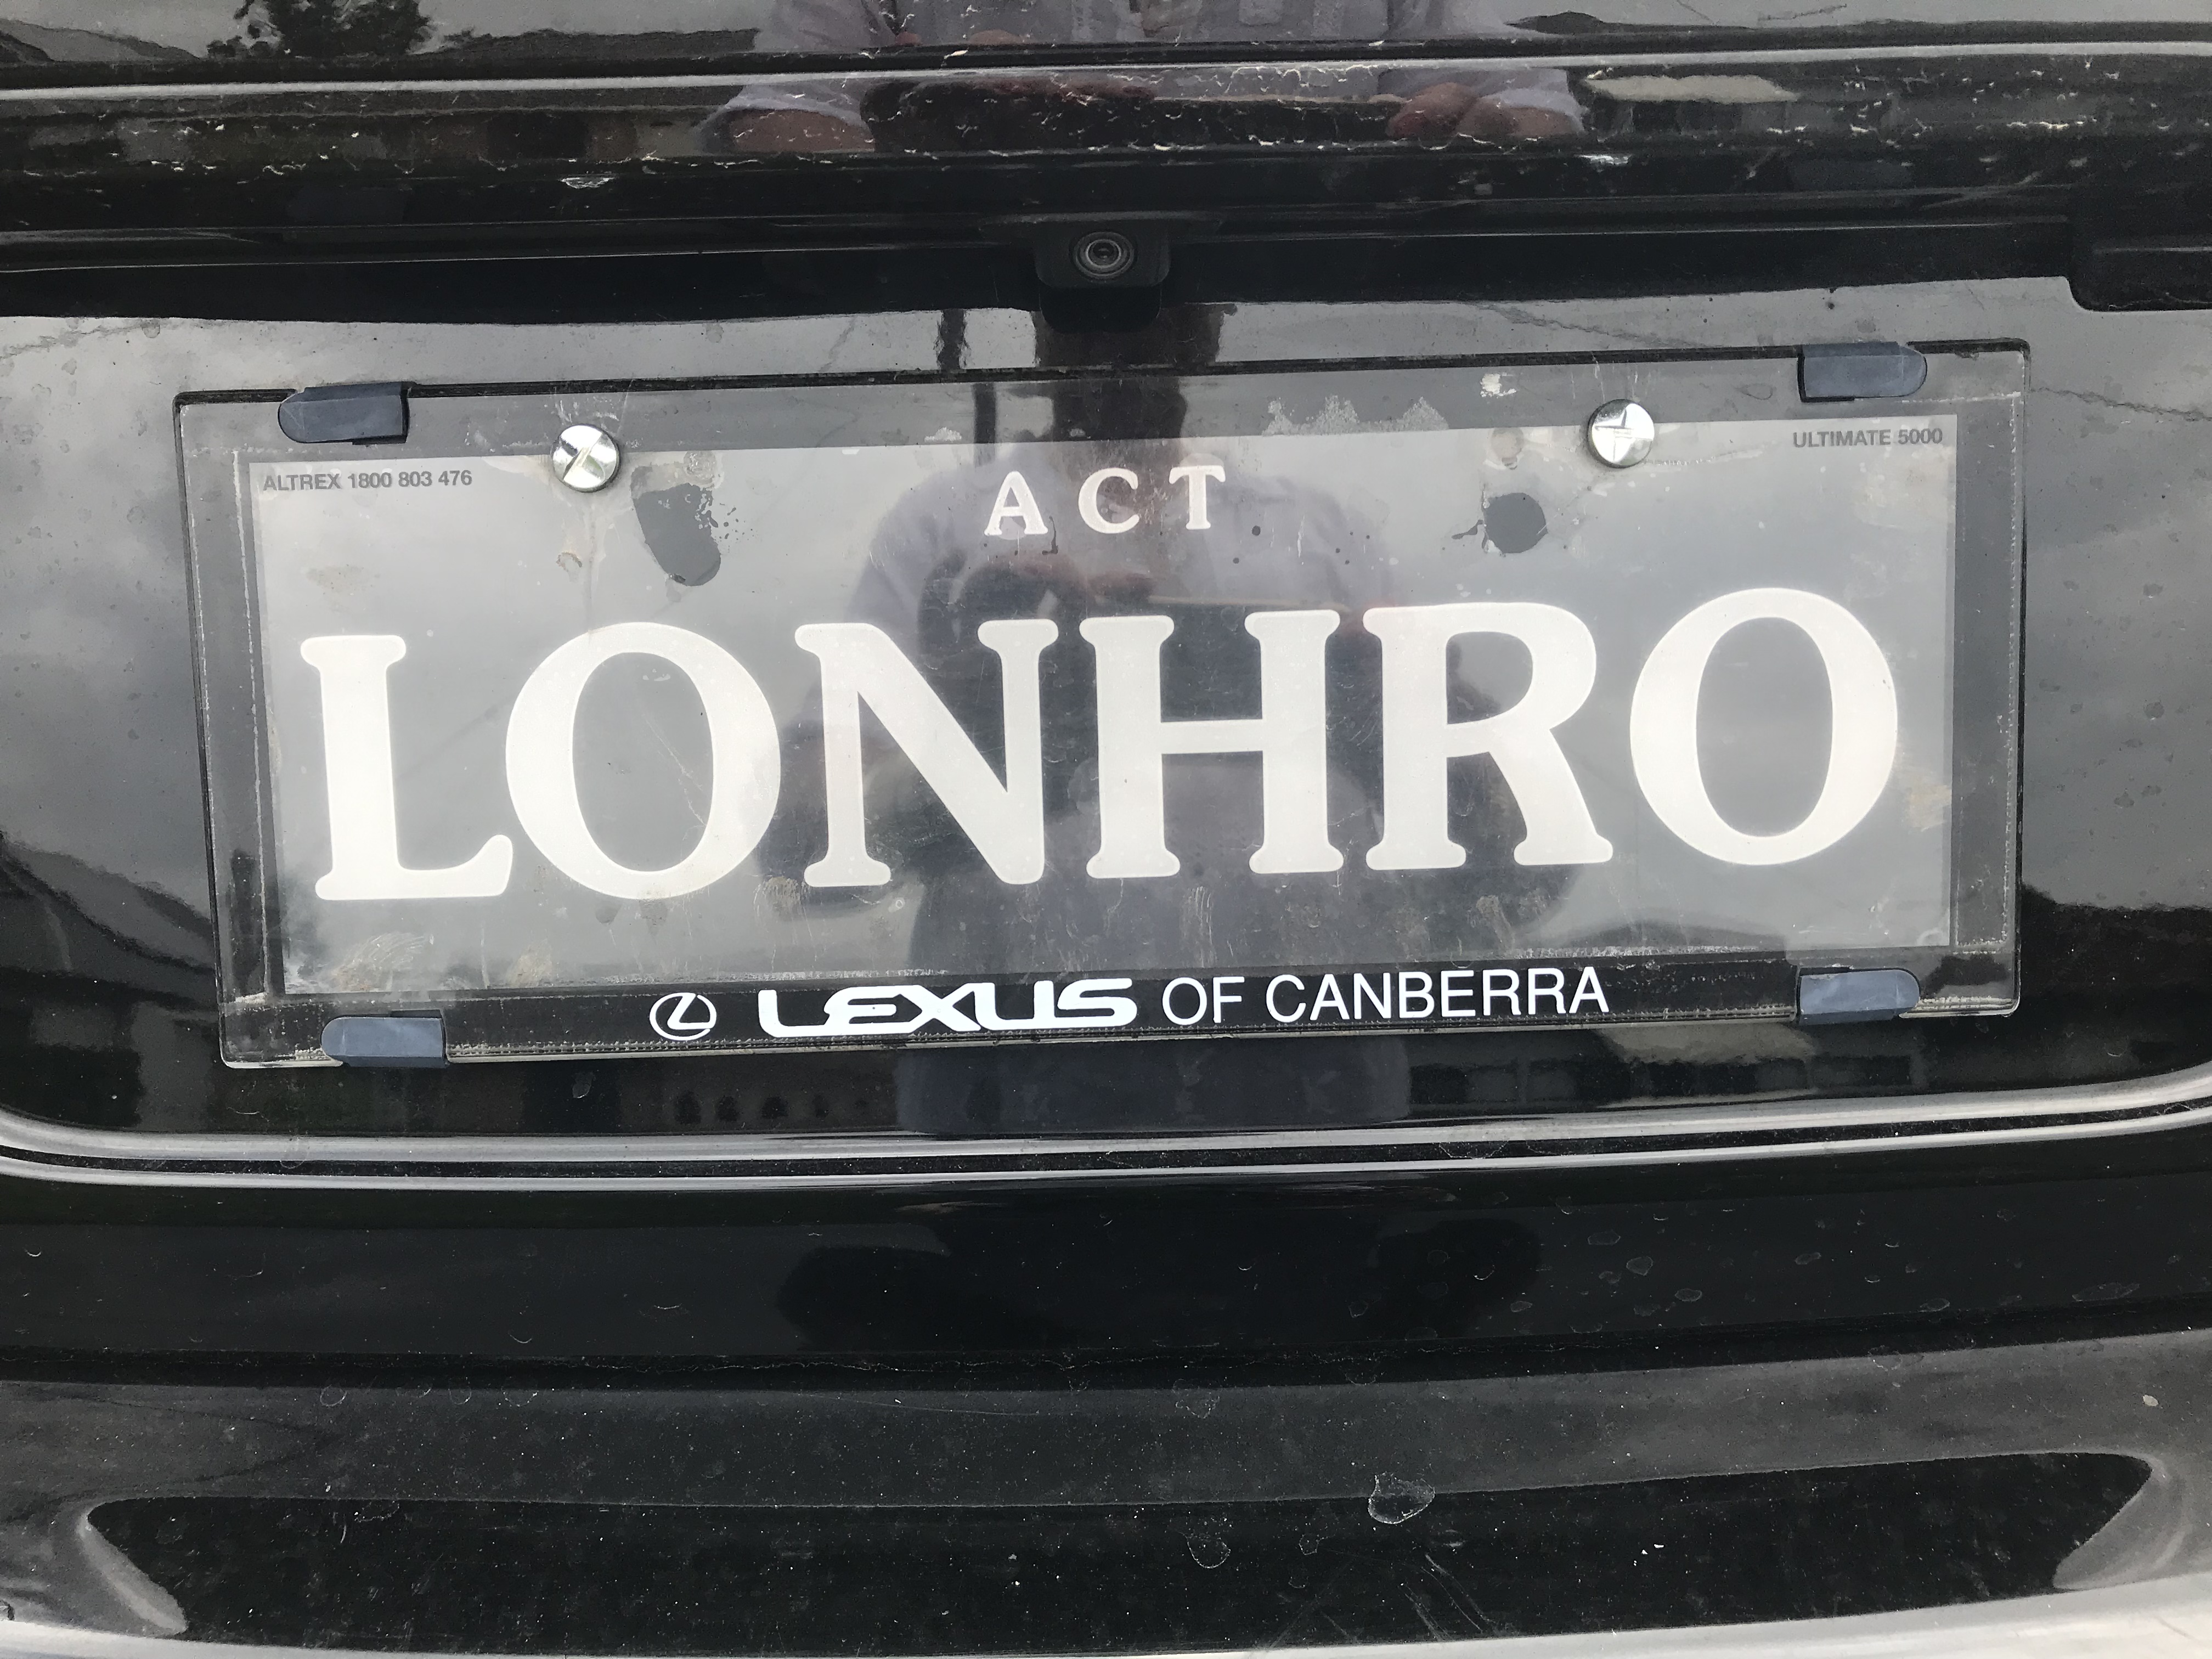 ALTREX 1800 803 476
ULTIMATE 5000
ACT
LONHRO
LEXUS OF CANBERRA